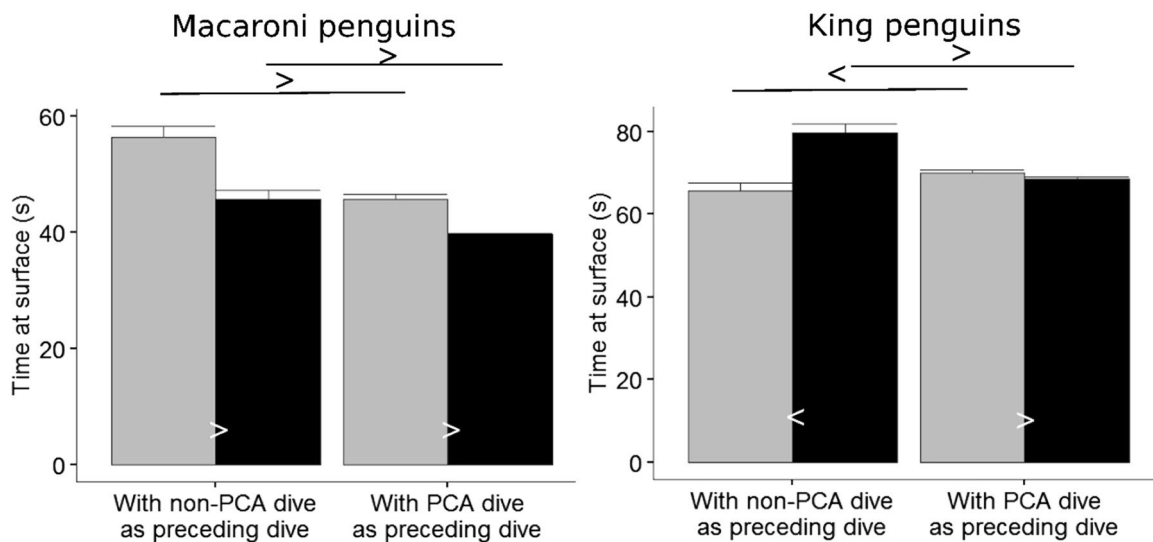 Macaroni penguins
>
>
Time at surface (s)
60
40
20
0
>
>
With non-PCA dive
as preceding dive
With PCA dive
as preceding dive
King penguins
>
<
Time at surface (s)
80
60
40
20
0
<
>
With non-PCA dive
as preceding dive
With PCA dive
as preceding dive